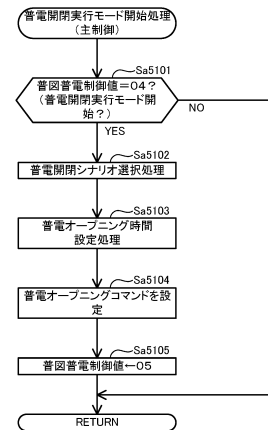 普電開閉実行モード開始処理
(主制御)
Sa5101
普図普電制御値=04?
(普電開閉実行モード開
始?)
NO
YES
Sa5102
普電開閉シナリオ選択処理
Sa5103
普電オープニング時間
設定処理
Sa5104
普電オープニングコマンドを設
定
Sa5105
普図普電制御値←05
RETURN